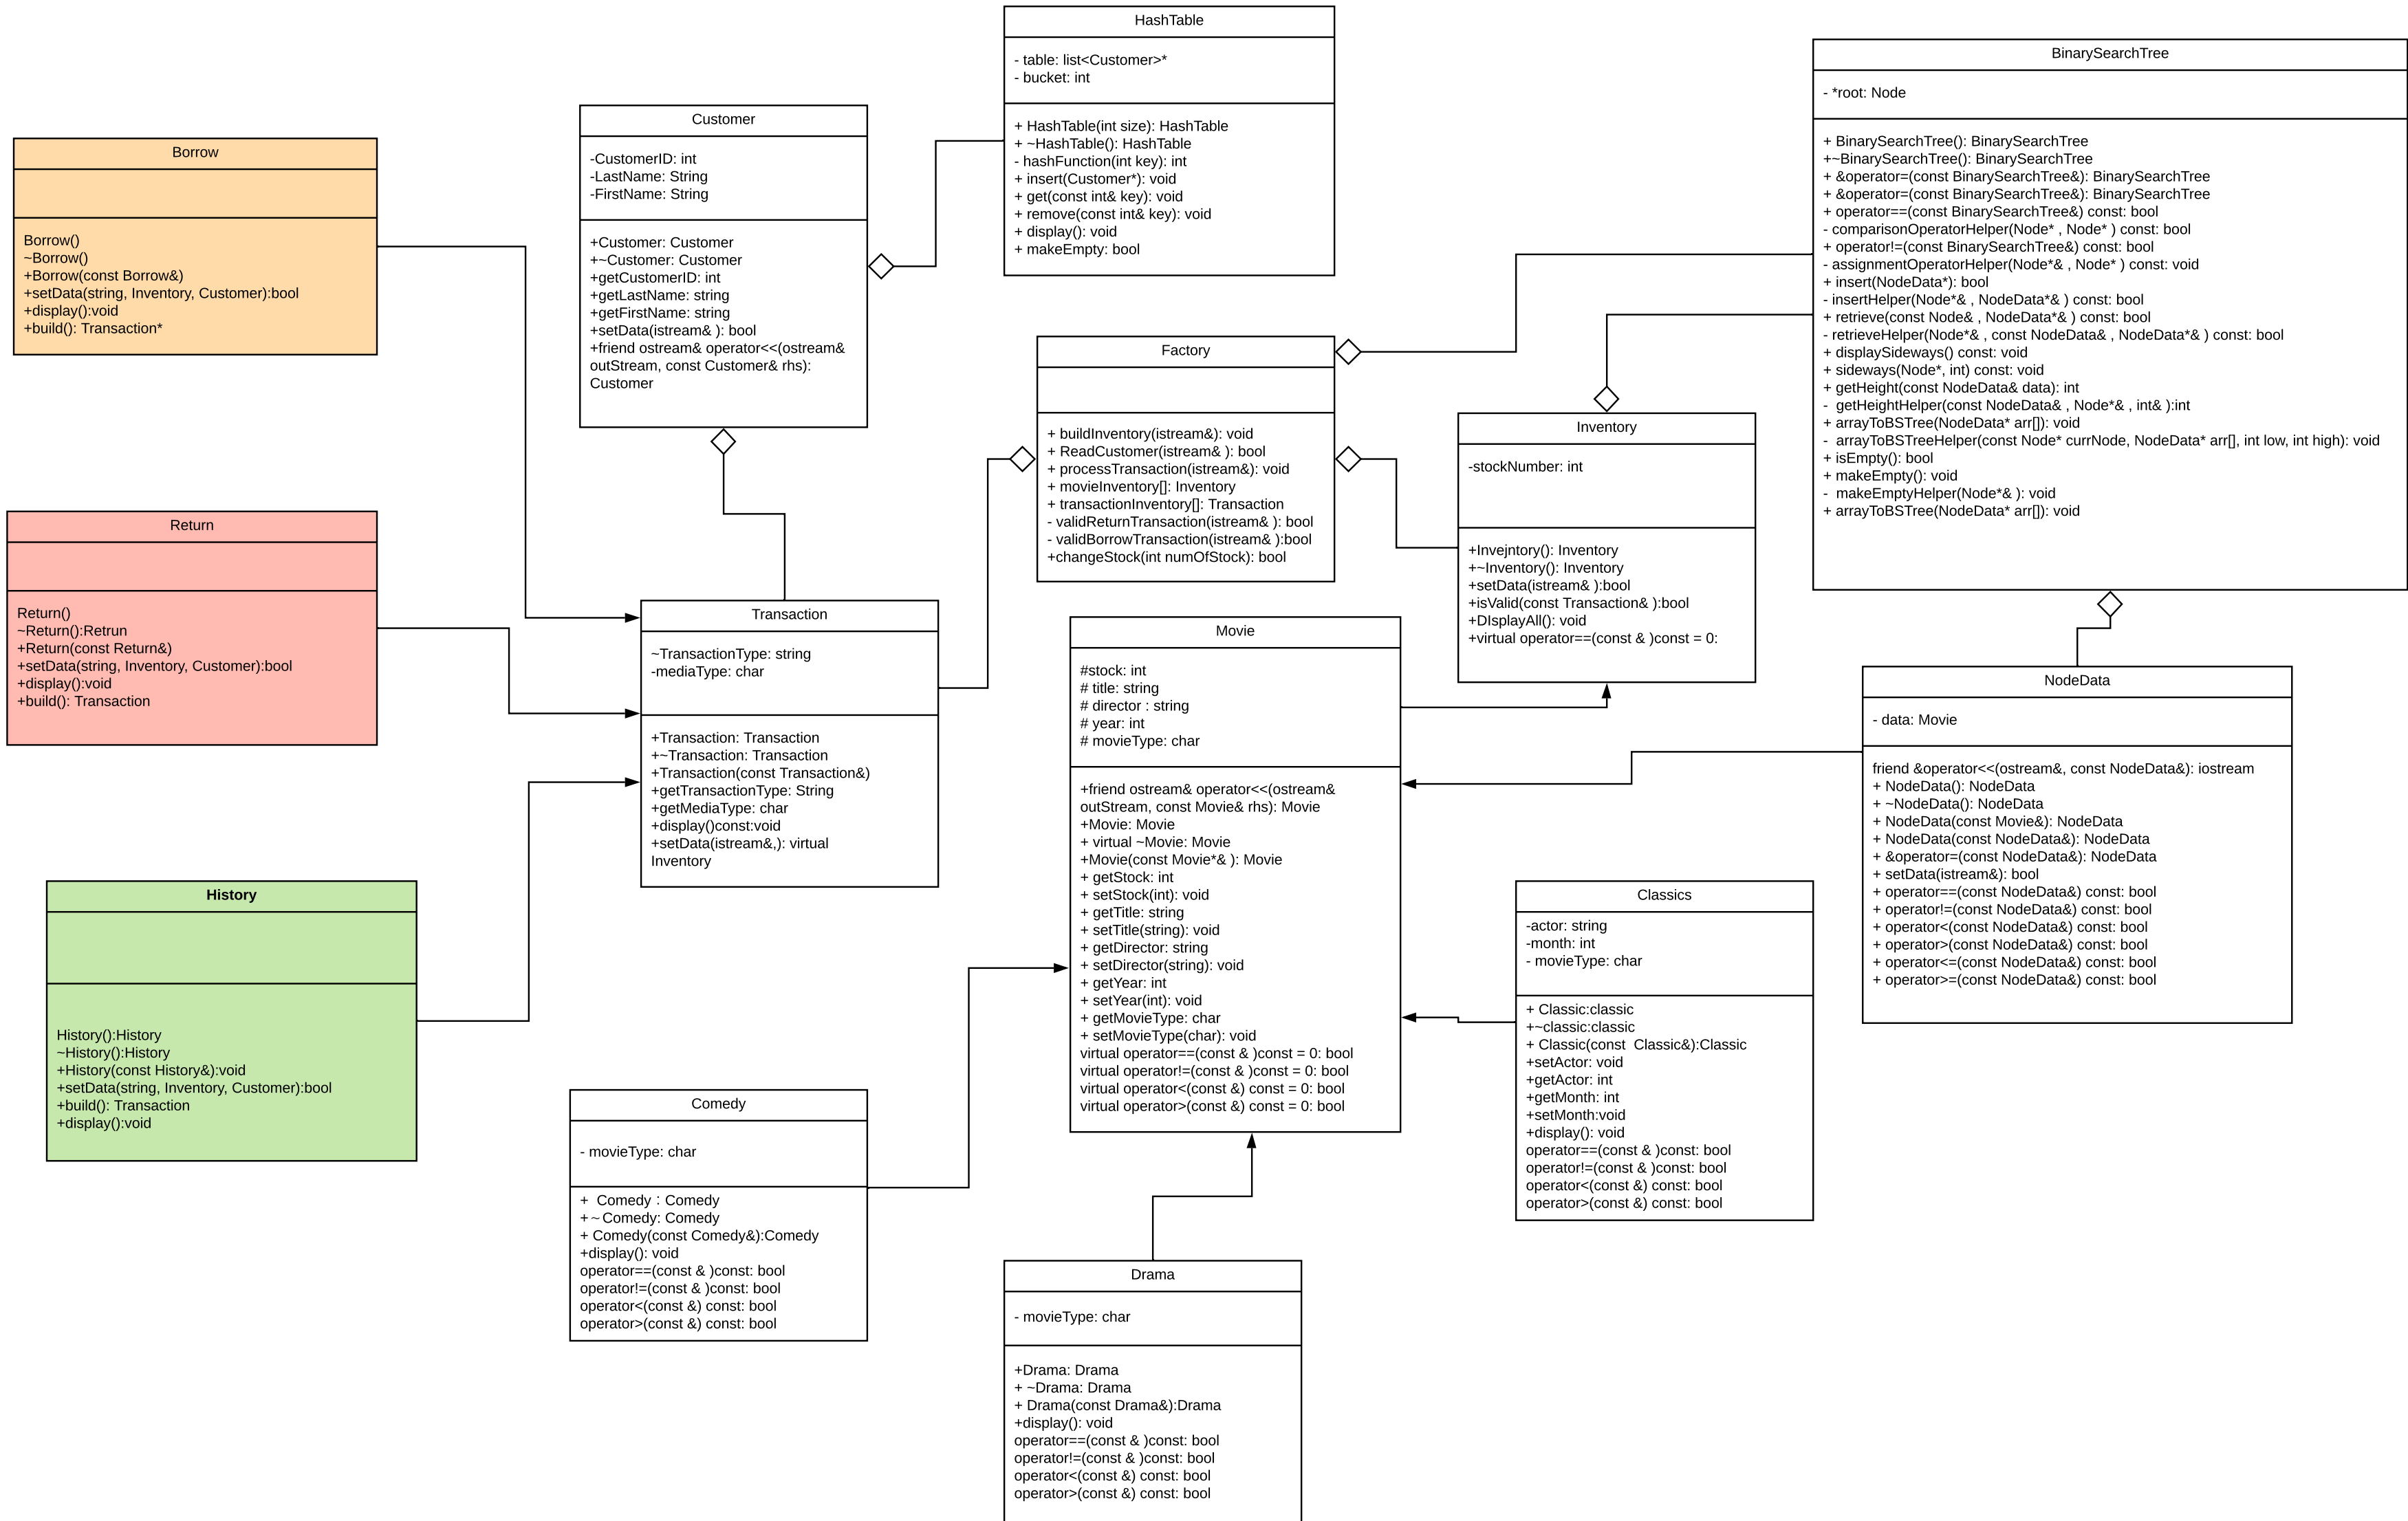 HashTable
- table: list<Customer>*
- bucket: int
+ HashTable(int size): HashTable
+ ~HashTable(): HashTable
- hashFunction(int key): int
+ insert(Customer*): void
+ get(const int& key): void
+ remove(const int& key): void
+ display(): void
+ makeEmpty: bool
BinarySearchTree
- *root: Node
+ BinarySearchTree(): BinarySearchTree
+~BinarySearchTree(): BinarySearchTree
+ &operator=(const BinarySearchTree&): BinarySearchTree
+ &operator=(const BinarySearchTree&): BinarySearchTree
+ operator==(const BinarySearchTree&) const: bool
- comparisonOperatorHelper(Node* , Node* ) const: bool
+ operator!=(const BinarySearchTree&) const: bool
- assignmentOperatorHelper(Node*& , Node* ) const: void
+ insert(NodeData*): bool
- insertHelper(Node*& , NodeData*& ) const: bool
+ retrieve(const Node& , NodeData*& ) const: bool
- retrieveHelper(Node*& , const NodeData& , NodeData*& ) const: bool
+ displaySideways() const: void
+ sideways(Node*, int) const: void
+ getHeight(const NodeData& data): int
-  getHeightHelper(const NodeData& , Node*& , int& ):int
+ arrayToBSTree(NodeData* arr[]): void
-  arrayToBSTreeHelper(const Node* currNode, NodeData* arr[], int low, int high): void
+ isEmpty(): bool
+ makeEmpty(): void
-  makeEmptyHelper(Node*& ): void
+ arrayToBSTree(NodeData* arr[]): void
Customer
-CustomerID: int
-LastName: String
-FirstName: String
+Customer: Customer
+~Customer: Customer
+getCustomerID: int
+getLastName: string
+getFirstName: string
+setData(istream& ): bool
+friend ostream& operator<<(ostream&
outStream, const Customer& rhs):
Customer
Borrow
Borrow()
~Borrow()
+Borrow(const Borrow&)
+setData(string, Inventory, Customer):bool
+display():void
+build(): Transaction*
Factory
+ buildInventory(istream&): void
+ ReadCustomer(istream& ): bool
+ processTransaction(istream&): void
+ movieInventory[]: Inventory
+ transactionInventory[]: Transaction
- validReturnTransaction(istream& ): bool
- validBorrowTransaction(istream& ):bool
+changeStock(int numOfStock): bool
Inventory
-stockNumber: int
+Invejntory(): Inventory
+~Inventory(): Inventory
+setData(istream& ):bool
+isValid(const Transaction& ):bool
+DIsplayAll(): void
+virtual operator==(const & )const = 0:
Return
Return()
~Return():Retrun
+Return(const Return&)
+setData(string, Inventory, Customer):bool
+display():void
+build(): Transaction
Transaction
~TransactionType: string
-mediaType: char
+Transaction: Transaction
+~Transaction: Transaction
+Transaction(const Transaction&)
+getTransactionType: String
+getMediaType: char
+display()const:void
+setData(istream&,): virtual
Inventory
Movie
#stock: int
# title: string
# director : string
# year: int
# movieType: char
+friend ostream& operator<<(ostream&
outStream, const Movie& rhs): Movie
+Movie: Movie
+ virtual ~Movie: Movie
+Movie(const Movie*& ): Movie
+ getStock: int
+ setStock(int): void
+ getTitle: string
+ setTitle(string): void
+ getDirector: string
+ setDirector(string): void
+ getYear: int
+ setYear(int): void
+ getMovieType: char
+ setMovieType(char): void
virtual operator==(const & )const = 0: bool
virtual operator!=(const & )const = 0: bool
virtual operator<(const &) const = 0: bool
virtual operator>(const &) const = 0: bool
NodeData
- data: Movie
friend &operator<<(ostream&, const NodeData&): iostream
+ NodeData(): NodeData
+ ~NodeData(): NodeData
+ NodeData(const Movie&): NodeData
+ NodeData(const NodeData&): NodeData
+ &operator=(const NodeData&): NodeData
+ setData(istream&): bool
+ operator==(const NodeData&) const: bool
+ operator!=(const NodeData&) const: bool
+ operator<(const NodeData&) const: bool
+ operator>(const NodeData&) const: bool
+ operator<=(const NodeData&) const: bool
+ operator>=(const NodeData&) const: bool
History
History():History
~History():History
+History(const History&):void
+setData(string, Inventory, Customer):bool
+build(): Transaction
+display():void
Classics
-actor: string
-month: int
- movieType: char
+ Classic:classic
+~classic:classic
+ Classic(const  Classic&):Classic
+setActor: void
+getActor: int
+getMonth: int
+setMonth:void
+display(): void
operator==(const & )const: bool
operator!=(const & )const: bool
operator<(const &) const: bool
operator>(const &) const: bool
Comedy
- movieType: char
+  Comedy：Comedy
+～Comedy: Comedy
+ Comedy(const Comedy&):Comedy
+display(): void
operator==(const & )const: bool
operator!=(const & )const: bool
operator<(const &) const: bool
operator>(const &) const: bool
Drama
- movieType: char
+Drama: Drama
+ ~Drama: Drama
+ Drama(const Drama&):Drama
+display(): void
operator==(const & )const: bool
operator!=(const & )const: bool
operator<(const &) const: bool
operator>(const &) const: bool